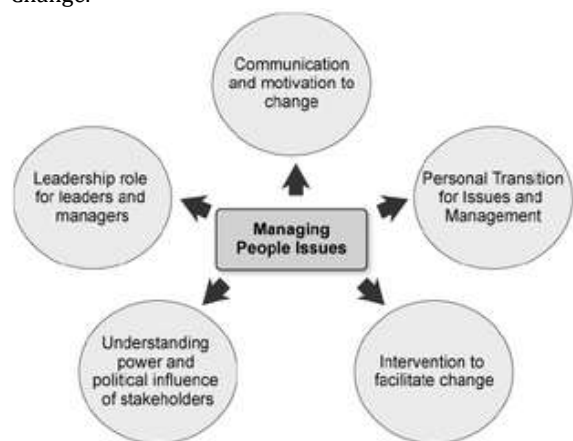 change.
Communication
and motivation to
change
Leadership role
for leaders and
managers
Personal Transition
for Issues and
Management
Managing
People Issues
Understanding
power and
political influence
of stakeholders
Intervention to
facilitate change